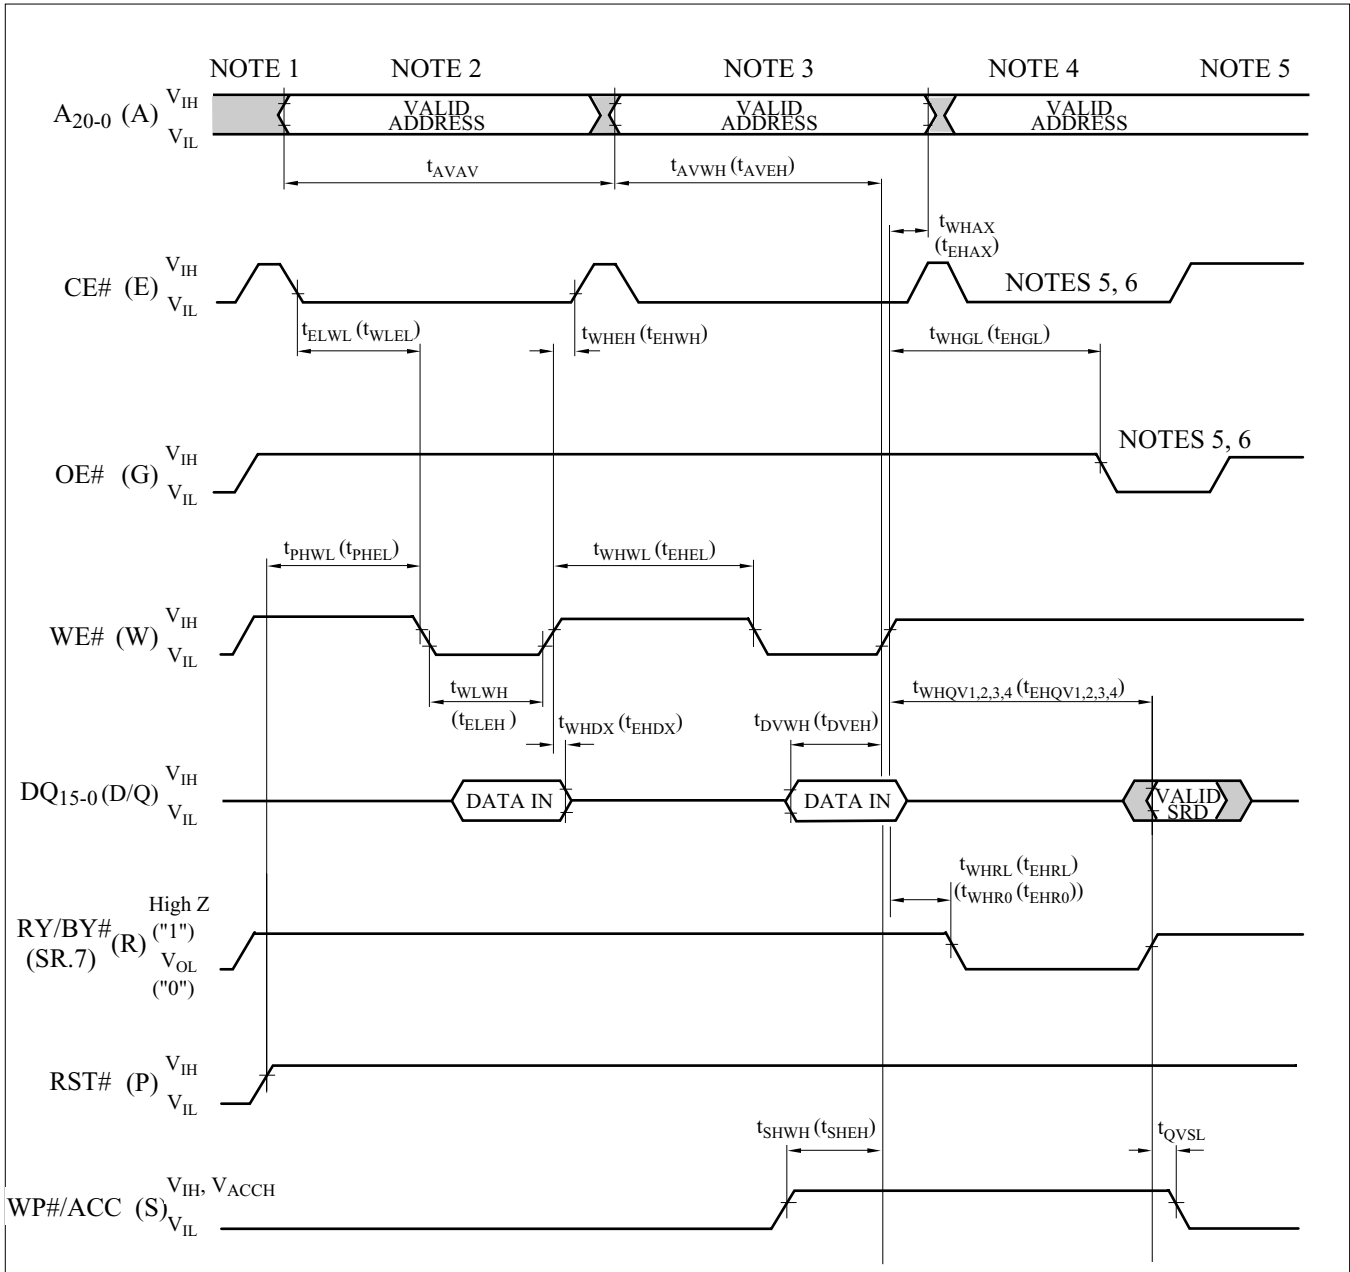 NOTE 1 NOTE 2 NOTE 3 NOTE 4 NOTE 5
A20-0 (A) VIH VIL
VALID ADDRESS
VALID ADDRESS
VALID ADDRESS
tAVAV
tAVWH (tAVEH)
tWHAX
(tEHAX)
CE# (E) VIH VIL
NOTES 5, 6
tELWL (tWLEL)
tWHEH (tEHWH)
tWHGL (tEHGL)
OE# (G) VIH VIL
NOTES 5, 6
tPHWL (tPHEL)
tWHWL (tEHEL)
WE# (W) VIH VIL
tWLWH
(tELEH )
tWHDX (tEHDX)
tDVWH (tDVEH)
tWHQV1,2,3,4 (tEHQV1,2,3,4)
DQ15-0 (D/Q) VIH VIL
DATA IN
DATA IN
VALID SRD
tWHRL (tEHRL)
(tWHR0 (tEHR0))
RY/BY# (R)
(SR.7)
High Z
("1")
VOL
("0")
RST# (P) VIH VIL
tSHWH (tSHEH)
tQVSL
WP#/ACC (S) VIH, VACCH VIL